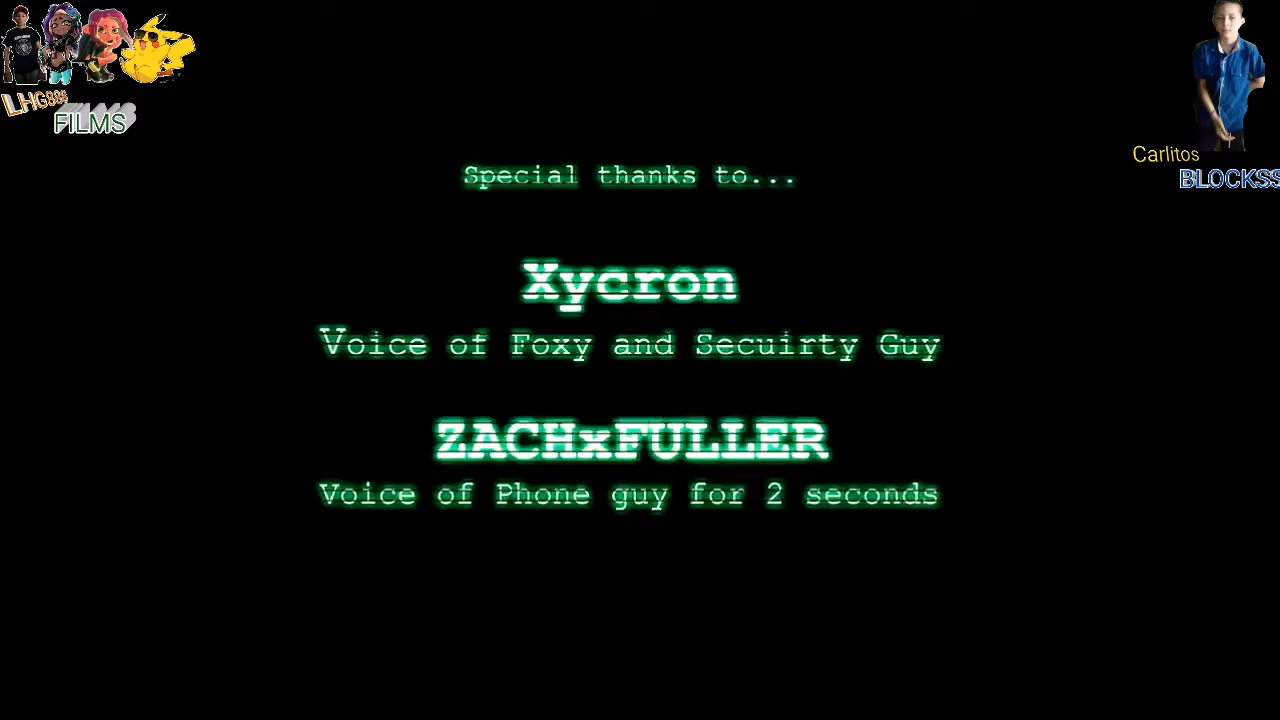 LHG886
FILMS
Carlitos
BLOCKSS
Special thanks to...
Xycron
Voice of Foxy and Secuirty Guy
ZACHxFULLER
Voice of Phone guy for 2 seconds